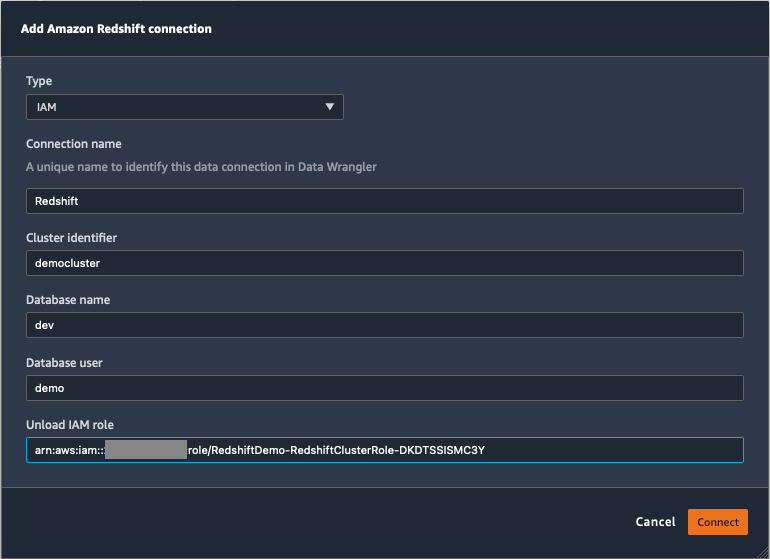 Add Amazon Redshift connection
Type
IAM
Connection name
A unique name to identify this data connection in Data Wrangler
Redshift
Cluster identifier
democluster
Database name
dev
Database user
demo
Unload IAM role
arn:aws:iam:: role/RedshiftDemo-RedshiftClusterRole-DKDTSSISMC3Y
Cancel
Connect